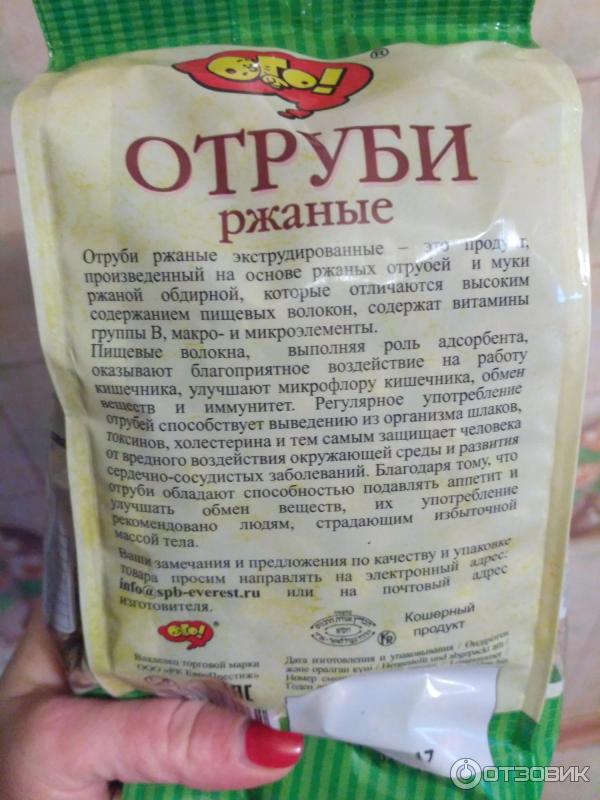 ОГО!
®
ОТРУБИ
ржаные
Отруби ржаные экструдированные – это продукт,
произведенный на основе ржаных отрубей и муки
ржаной обдирной, которые отличаются высоким
содержанием пищевых волокон, содержат витамины
группы В, макро- и микроэлементы.
Пищевые волокна, выполняя роль адсорбента,
оказывают благоприятное воздействие на работу
кишечника, улучшают микрофлору кишечника, обмен
веществ и иммунитет. Регулярное употребление
отрубей способствует выведению из организма шлаков,
токсинов, холестерина и тем самым защищает человека
от вредного воздействия окружающей среды и развития
сердечно-сосудистых заболеваний. Благодаря тому, что
отруби обладают способностью подавлять аппетит и
улучшать обмен веществ, их употребление
рекомендовано людям, страдающим избыточной
массой тела.
Ваши замечания и предложения по качеству и упаковке
товара просим направлять на электронный адрес:
info@spb-everest.ru или на почтовый адрес
изготовителя.
Кошерный
продукт
ОГО!
Владелец торговой марки
Дата изготовления и упаковывания /
Номер
17
ОТЗОВИК